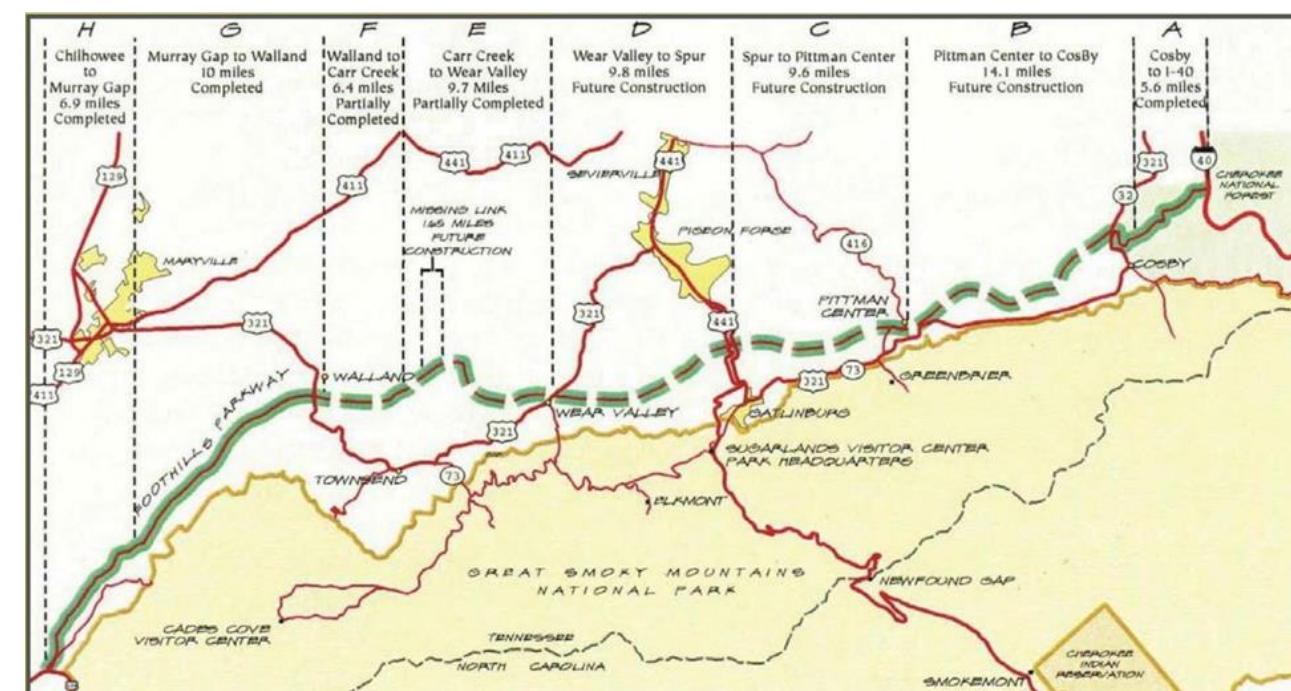 H
G
F
E
D
C
B
A
Chilhowee
to
Murray Gap
6.9 miles
Completed
Murray Gap to Walland
10 miles
Completed
Walland to
Carr Creek
6.4 miles
Partially
Completed
Carr Creek
to Wear Valley
9.7 Miles
Partially Completed
Wear Valley to Spur
9.8 miles
Future Construction
Spur to Pittman Center
9.6 miles
Future Construction
Pittman Center to CosBy
14.1 miles
Future Construction
Cosby
to I-40
5.6 miles
Completed
129
411
441
411
SEVIERVILLE
441
321
40
32
CHEROKEE
NATIONAL
FOREST
MISSING LINK
1.65 MILES
FUTURE
CONSTRUCTION
MARYVILLE
PIGEON FORGE
416
COSBY
PITTMAN
CENTER
321
321
321
441
129
411
WALLAND
FOOTHILLS PARKWAY
WEAR VALLEY
321
73
GREENBRIER
GATLINBURG
321
SUGARLANDS VISITOR CENTER
PARK HEADQUARTERS
TOWNSEND
73
ELKMONT
GREAT SMOKY MOUNTAINS
NATIONAL PARK
NEWFOUND GAP
CADES COVE
VISITOR CENTER
TENNESSEE
NORTH CAROLINA
CHEROKEE
INDIAN
RESERVATION
SMOKEMONT